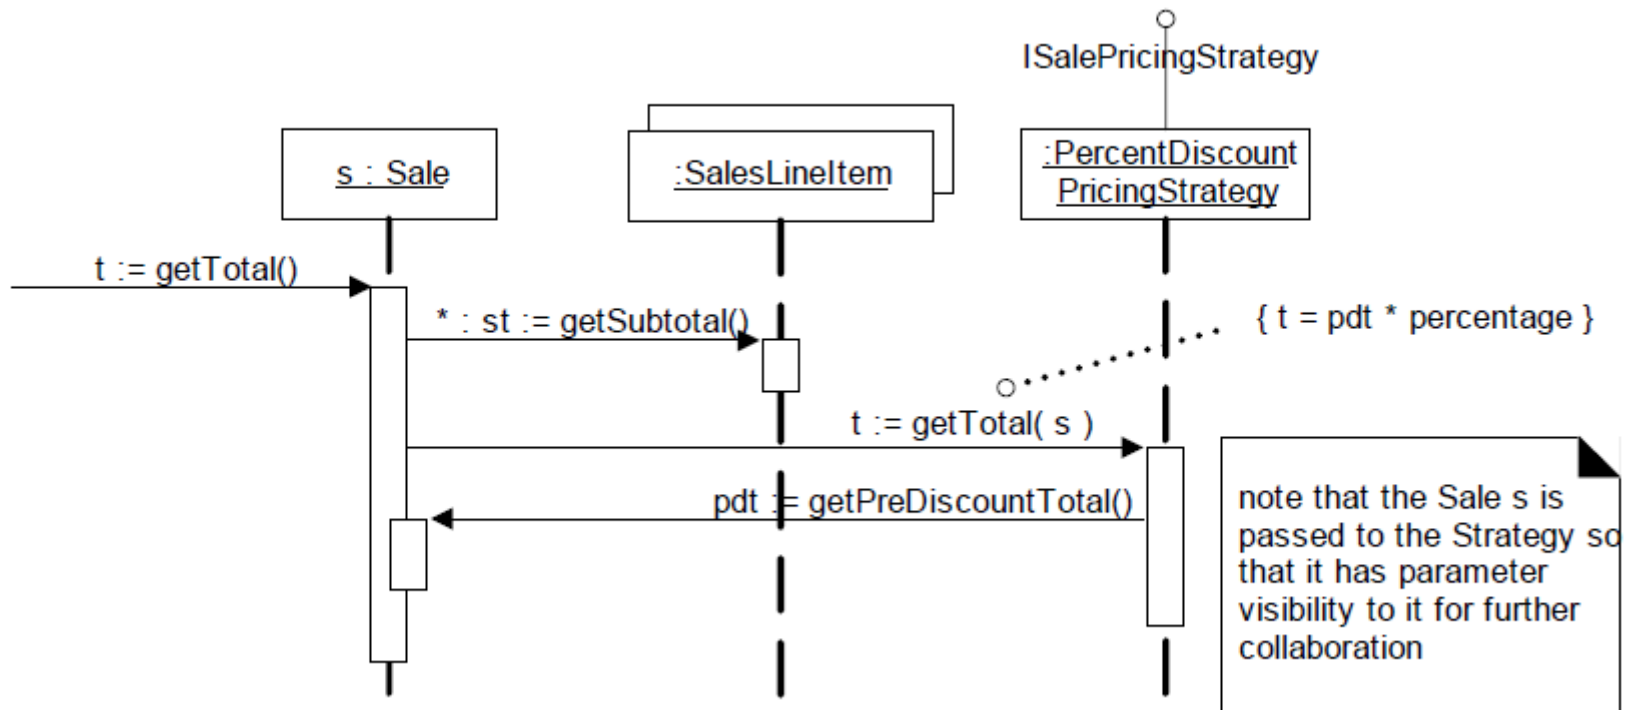 ISalePricingStrategy
s : Sale
:SalesLineItem
:PercentDiscount
PricingStrategy
t := getTotal()
* : st := getSubtotal()
{ t = pdt * percentage }
t := getTotal( s )
pdt := getPreDiscountTotal()
note that the Sale s is
passed to the Strategy so
that it has parameter
visibility to it for further
collaboration